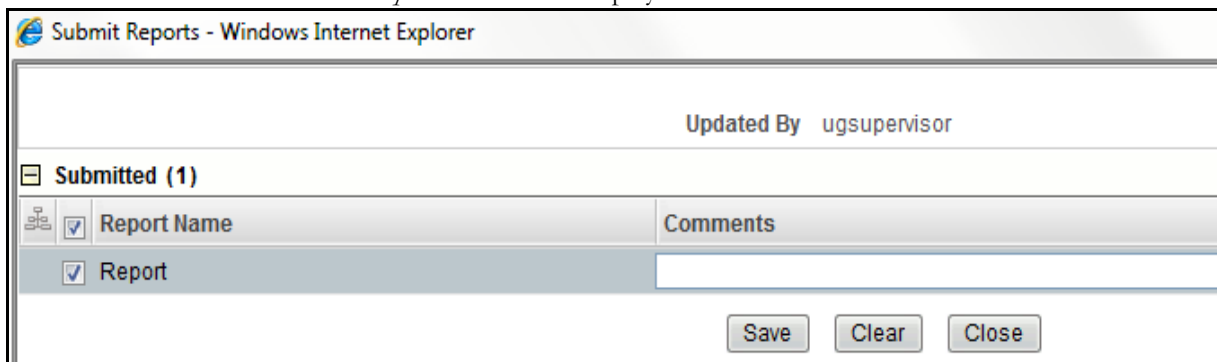 Submit Reports - Windows Internet Explorer
Updated By ugsupervisor
Submitted (1)
Report Name Comments
Report
Save Clear Close